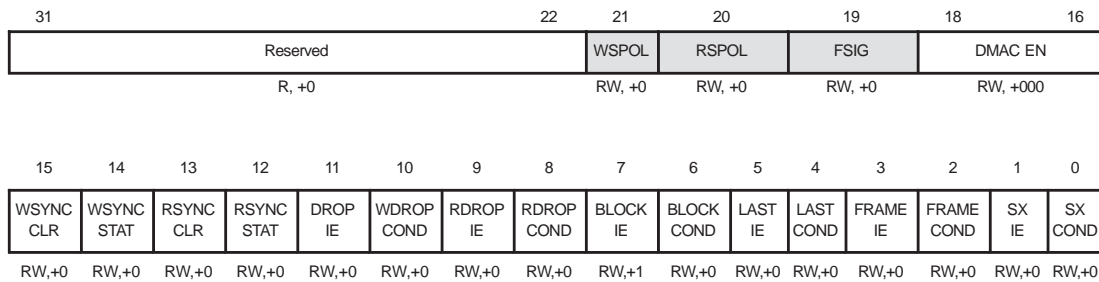 31 22 21 20 19 18 16
Reserved WSPOL RSPOL FSIG DMAC EN
R, +0 RW, +0 RW, +0 RW, +0 RW, +000
15 14 13 12 11 10 9 8 7 6 5 4 3 2 1 0
WSYNC WSYNC RSYNC RSYNC DROP WDROP RDROP RDROP BLOCK BLOCK LAST LAST FRAME FRAME SX SX
CLR STAT CLR STAT IE COND IE COND IE COND IE COND IE COND IE COND
RW,+0 RW,+0 RW,+0 RW,+0 RW,+0 RW,+0 RW,+0 RW,+0 RW,+1 RW,+0 RW,+0 RW,+0 RW,+0 RW,+0 RW,+0 RW,+0